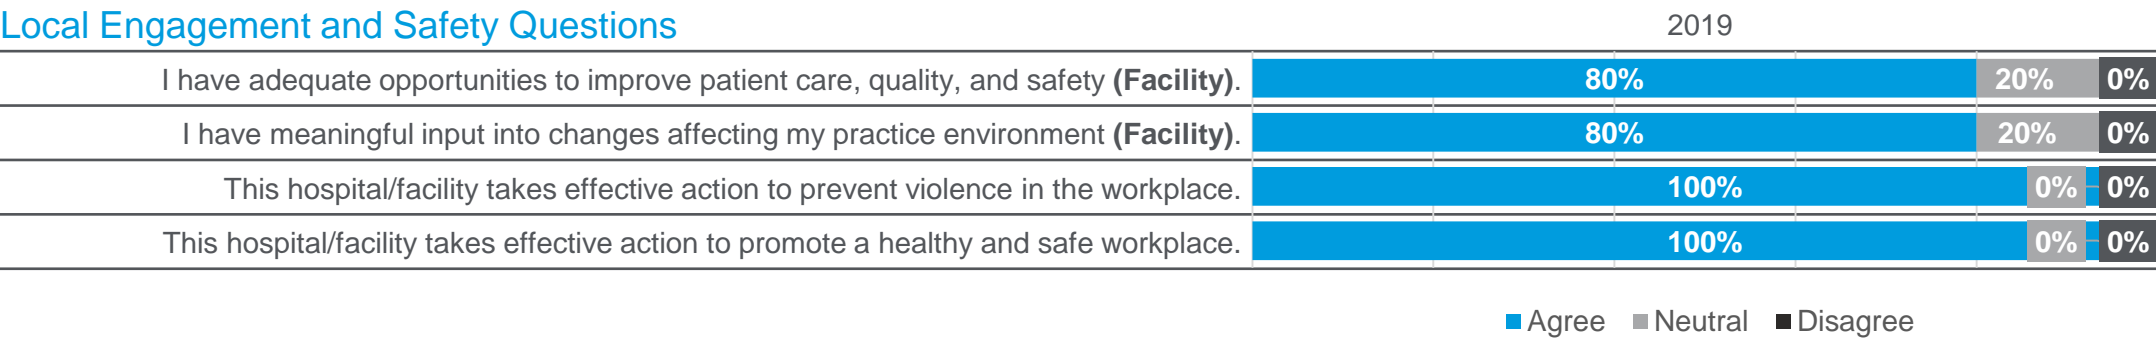 Local Engagement and Safety Questions 2019
I have adequate opportunities to improve patient care, quality, and safety (Facility). 80% 20% 0%
I have meaningful input into changes affecting my practice environment (Facility). 80% 20% 0%
This hospital/facility takes effective action to prevent violence in the workplace. 100% 0% 0%
This hospital/facility takes effective action to promote a healthy and safe workplace. 100% 0% 0%
Agree Neutral Disagree